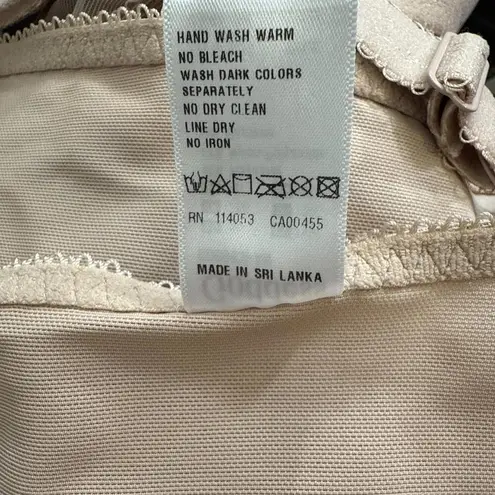 HAND WASH WARM
NO BLEACH
WASH DARK COLORS
SEPARATELY
NO DRY CLEAN
LINE DRY
NO IRON
RN 114053 CA00455
MADE IN SRI LANKA